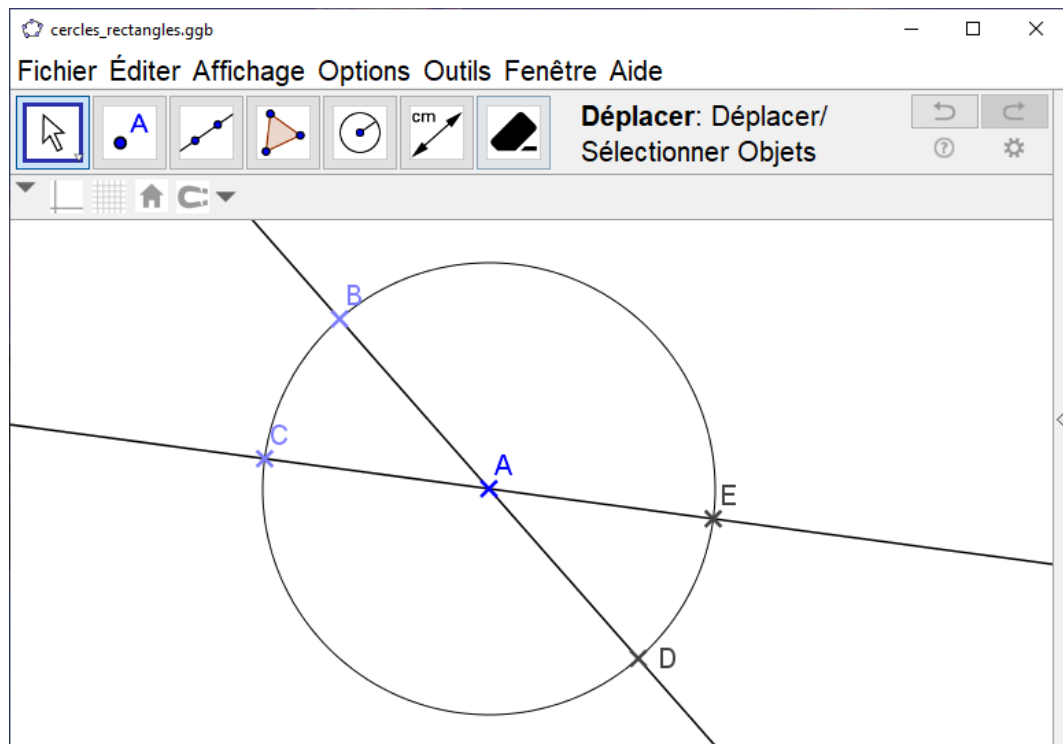 cercles_rectangles.ggb
Fichier Éditer Affichage Options Outils Fenêtre Aide
A
cm
Déplacer: Déplacer/
Sélectionner Objets
?
B
C
A
E
D